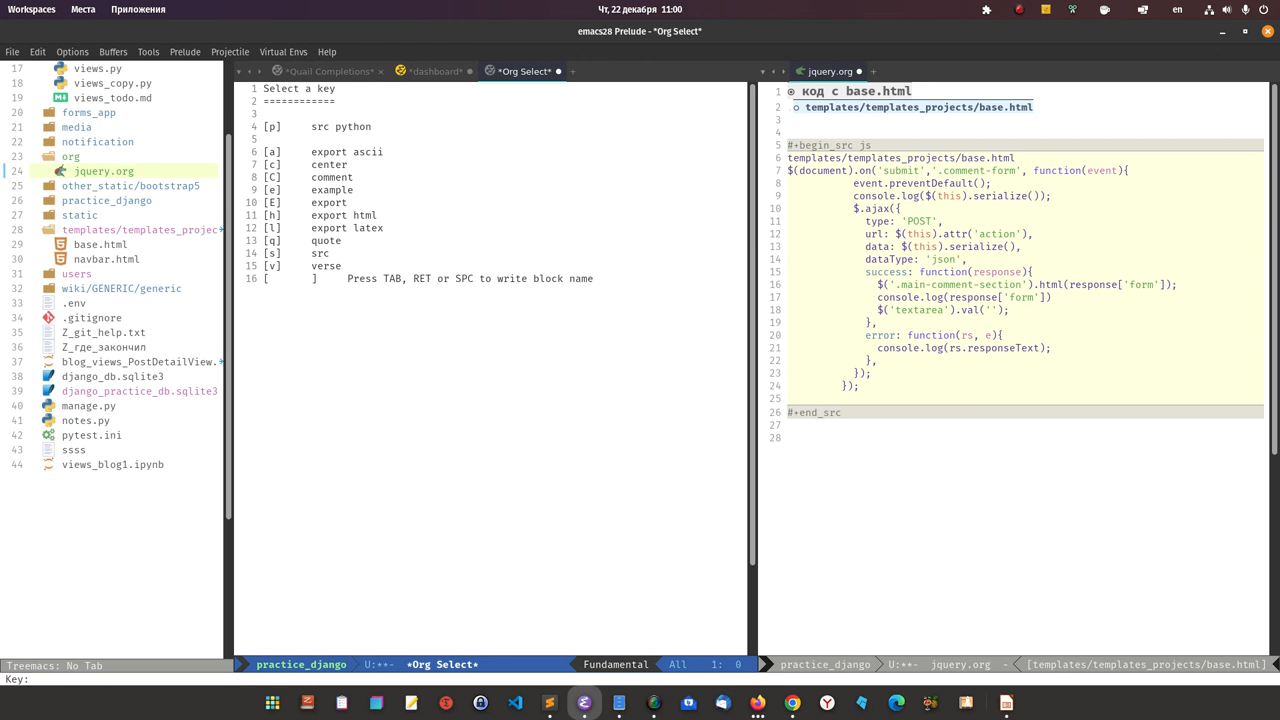 Workspaces Места Приложения Чт, 22 декабря 11:00 en
emacs28 Prelude - *Org Select*
File Edit Options Buffers Tools Prelude Projectile Virtual Envs Help
17 views.py
18 views_copy.py
19 views_todo.md
20 forms_app
21 media
22 notification
23 org
24 jquery.org
25 other_static/bootstrap5
26 practice_django
27 static
28 templates/templates_projec
29 base.html
30 navbar.html
31 users
32 wiki/GENERIC/generic
33 .env
34 .gitignore
35 Z_git_help.txt
36 Z_где_закончил
37 blog_views_PostDetailView.
38 django_db.sqlite3
39 django_practice_db.sqlite3
40 manage.py
41 notes.py
42 pytest.ini
43 ssss
44 views_blog1.ipynb
Treemacs: No Tab
*Quail Completions* × *dashboard* *Org Select* +
1 Select a key
2 ============
3
4 [p] src python
5
6 [a] export ascii
7 [c] center
8 [C] comment
9 [e] example
10 [E] export
11 [h] export html
12 [l] export latex
13 [q] quote
14 [s] src
15 [v] verse
16 [ ] Press TAB, RET or SPC to write block name
practice_django U:**- *Org Select* Fundamental All 1: 0
jquery.org +
1 код с base.html
2 templates/templates_projects/base.html
3
4
5 #+begin_src js
6 templates/templates_projects/base.html
7 $(document).on('submit','.comment-form', function(event){
8 event.preventDefault();
9 console.log($(this).serialize());
10 $.ajax({
11 type: 'POST',
12 url: $(this).attr('action'),
13 data: $(this).serialize(),
14 dataType: 'json',
15 success: function(response){
16 $('.main-comment-section').html(response['form']);
17 console.log(response['form'])
18 $('textarea').val('');
19 },
20 error: function(rs, e){
21 console.log(rs.responseText);
22 },
23 });
24 });
25
26 #+end_src
27
28
practice_django U:**- jquery.org - [templates/templates_projects/base.html]
Key: